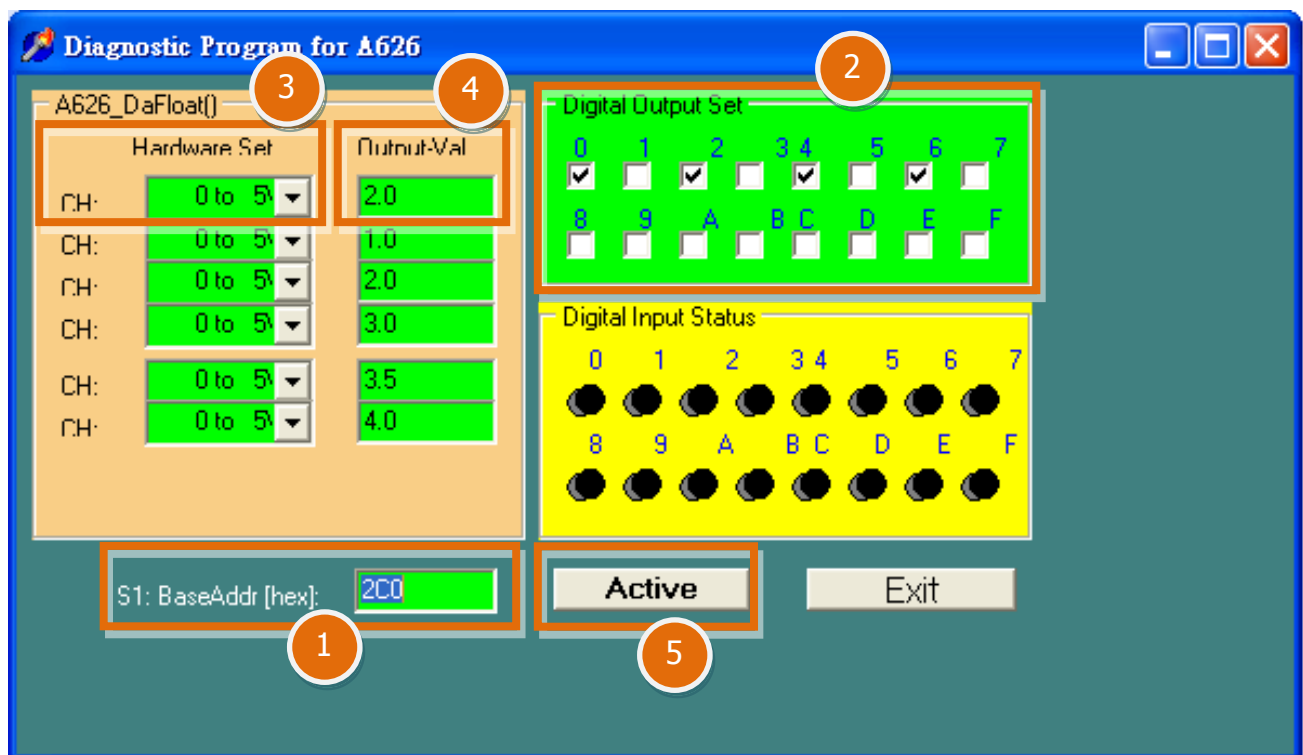 Diagnostic Program for A626
3
4
2
A626_DaFloat()
Hardware Set
Output-Val
CH:
0 to 5V
2.0
CH:
0 to 5V
1.0
CH:
0 to 5V
2.0
CH:
0 to 5V
3.0
CH:
0 to 5V
3.5
CH:
0 to 5V
4.0
Digital Output Set
0 1 2 3 4 5 6 7
8 9 A B C D E F
Digital Input Status
0 1 2 3 4 5 6 7
8 9 A B C D E F
S1: BaseAddr [hex]:
2C0
Active
Exit
1
5